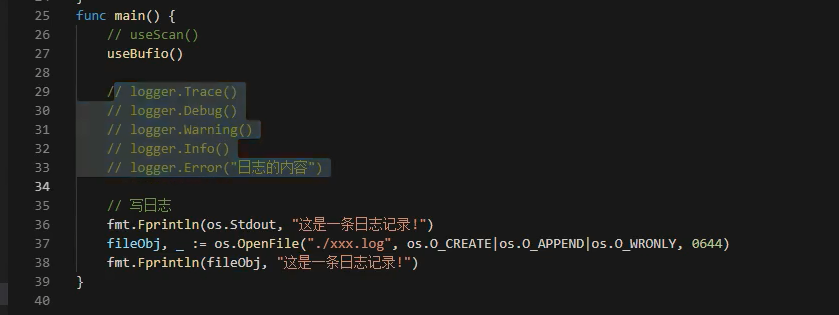 25 func main() {
26 // useScan()
27 useBufio()
28
29 // logger.Trace()
30 // logger.Debug()
31 // logger.Warning()
32 // logger.Info()
33 // logger.Error("日志的内容")
34
35 // 写日志
36 fmt.Fprintln(os.Stdout, "这是一条日志记录!")
37 fileObj, _ := os.OpenFile("./xxx.log", os.O_CREATE|os.O_APPEND|os.O_WRONLY, 0644)
38 fmt.Fprintln(fileObj, "这是一条日志记录!")
39 }
40